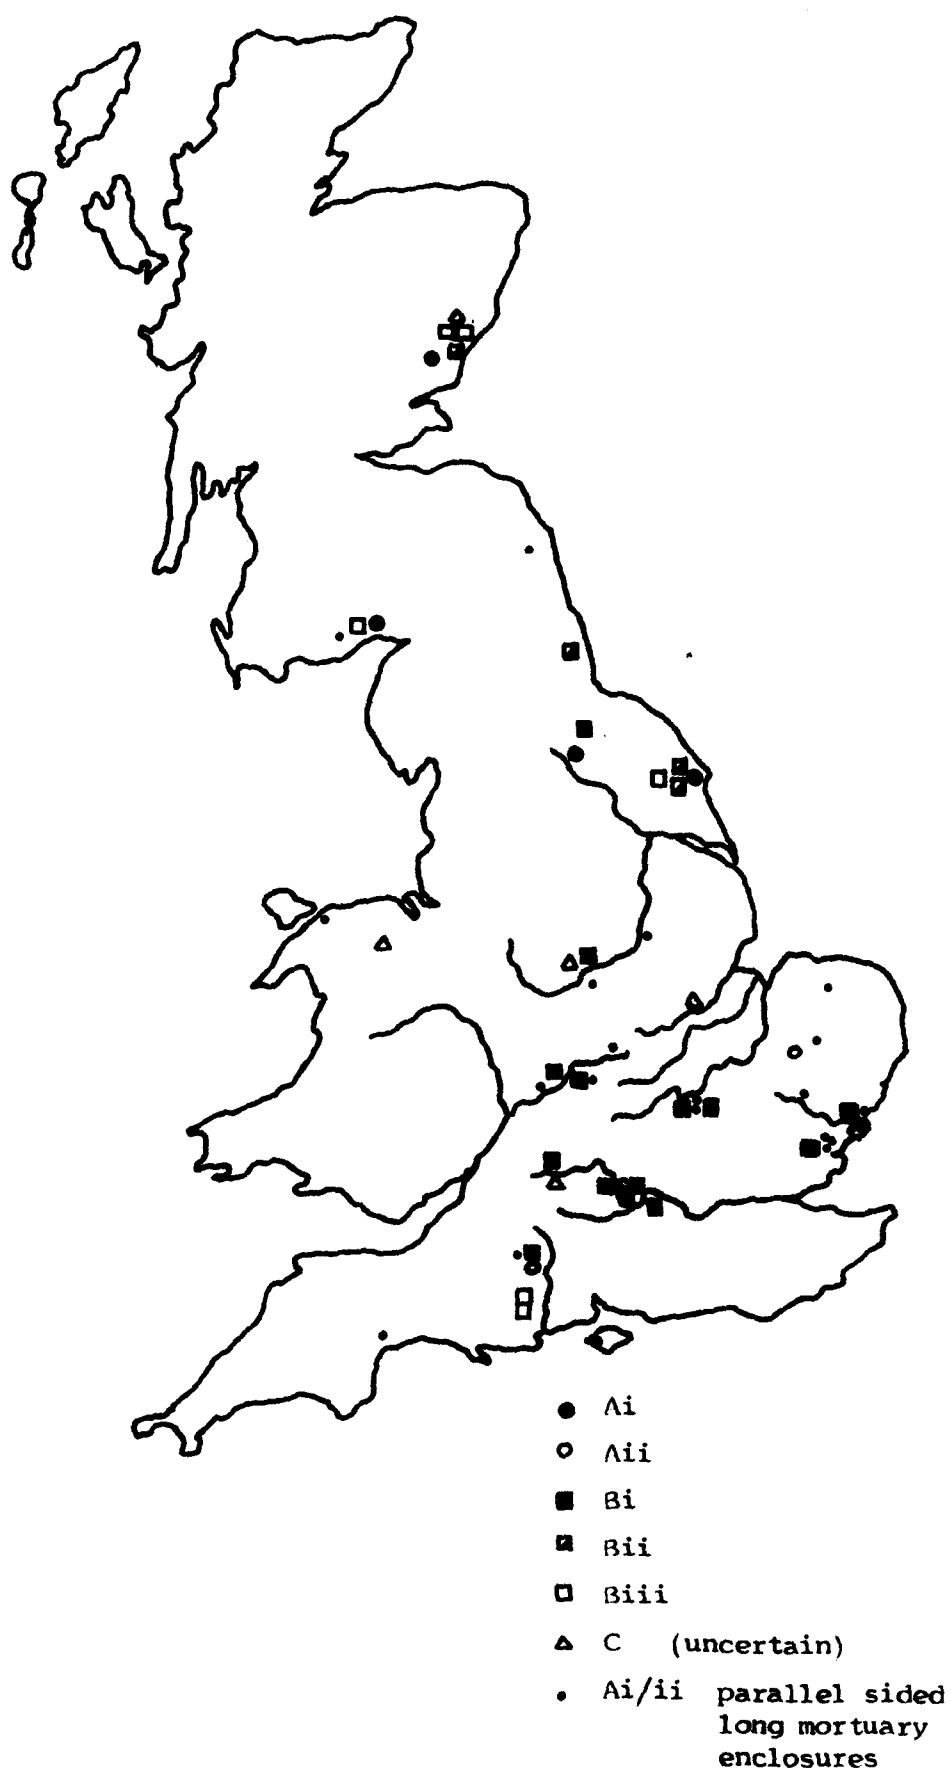 Ai
Aii
Bi
Bii
Biii
C (uncertain)
Ai/ii parallel sided
long mortuary
enclosures